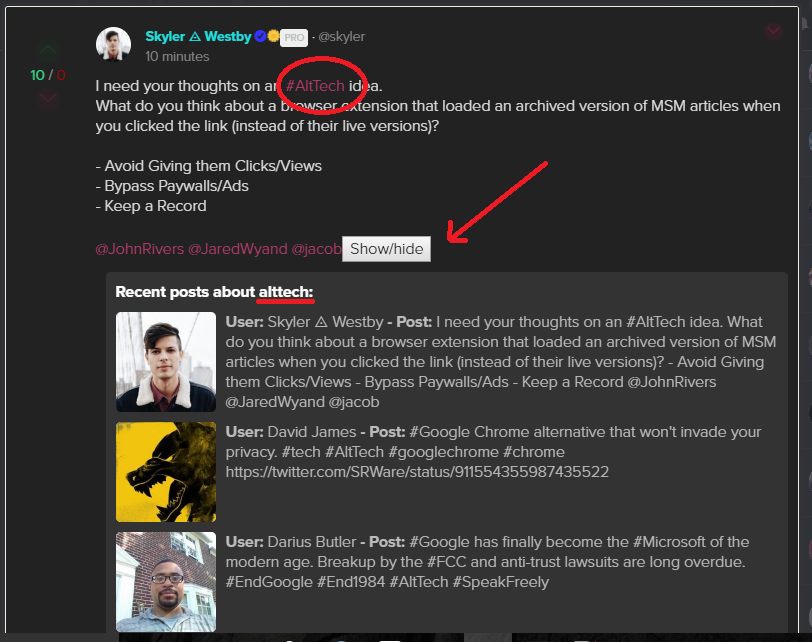 Skyler ⧊ Westby PRO - @skyler
10 minutes
10 / 0
I need your thoughts on an #AltTech idea.
What do you think about a browser extension that loaded an archived version of MSM articles when
you clicked the link (instead of their live versions)?
- Avoid Giving them Clicks/Views
- Bypass Paywalls/Ads
- Keep a Record
@JohnRivers @JaredWyand @jacob Show/hide
Recent posts about alttech:
User: Skyler ⧊ Westby - Post: I need your thoughts on an #AltTech idea. What
do you think about a browser extension that loaded an archived version of MSM
articles when you clicked the link (instead of their live versions)? - Avoid Giving
them Clicks/Views - Bypass Paywalls/Ads - Keep a Record @JohnRivers
@JaredWyand @jacob
User: David James - Post: #Google Chrome alternative that won't invade your
privacy. #tech #AltTech #googlechrome #chrome
https://twitter.com/SRWare/status/911554355987435522
User: Darius Butler - Post: #Google has finally become the #Microsoft of the
modern age. Breakup by the #FCC and anti-trust lawsuits are long overdue.
#EndGoogle #End1984 #AltTech #SpeakFreely